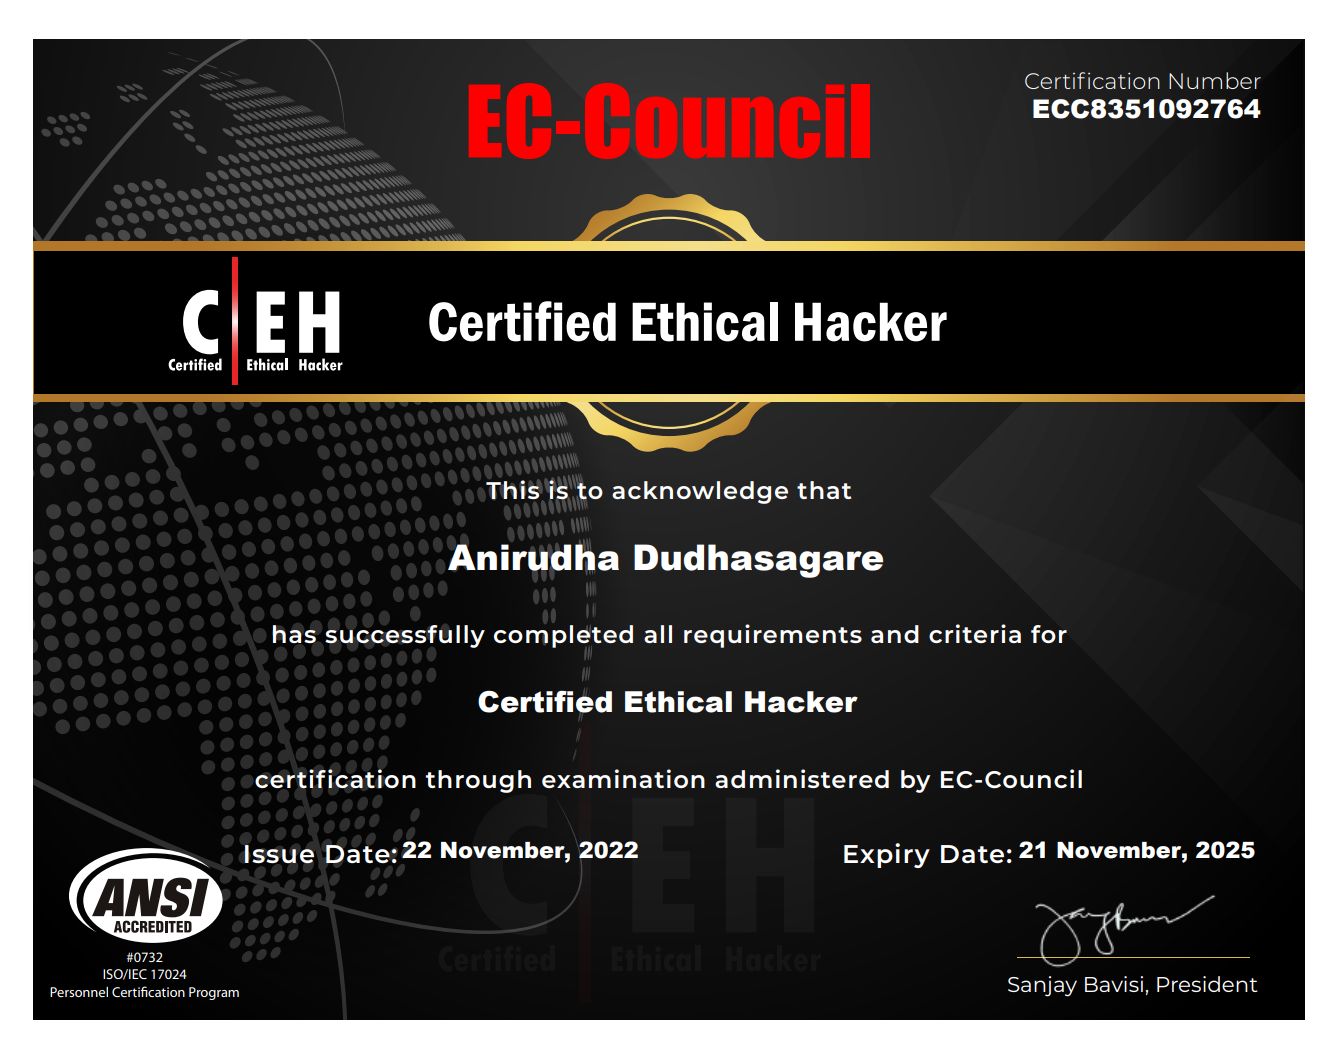 EC-Council
Certification Number
ECC8351092764
C EH
Certified Ethical Hacker
Certified Ethical Hacker
This is to acknowledge that
Anirudha Dudhasagare
has successfully completed all requirements and criteria for
Certified Ethical Hacker
certification through examination administered by EC-Council
Issue Date: 22 November, 2022
Expiry Date: 21 November, 2025
C EH
Certified Ethical Hacker
ANSI
ACCREDITED
#0732
ISO/IEC 17024
Personnel Certification Program
Sanjay Bavisi, President